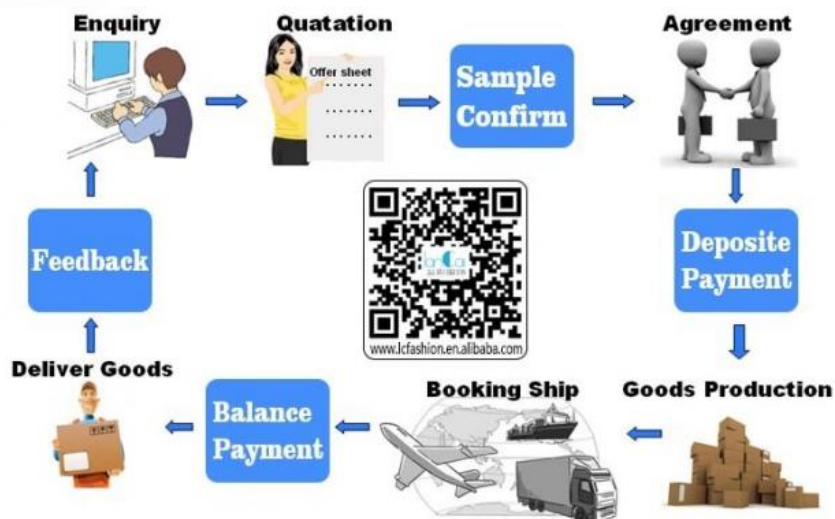 Enquiry
Quatation
Agreement
Offer sheet
Sample
Confirm
Feedback
Deposite
Payment
www.lcfashion.en.alibaba.com
Deliver Goods
Balance
Payment
Booking Ship
Goods Production